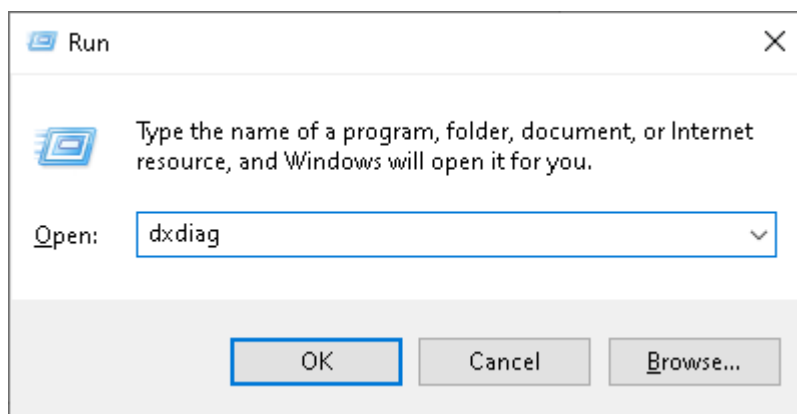 Run
Type the name of a program, folder, document, or Internet
resource, and Windows will open it for you.
Open: dxdiag
OK Cancel Browse...